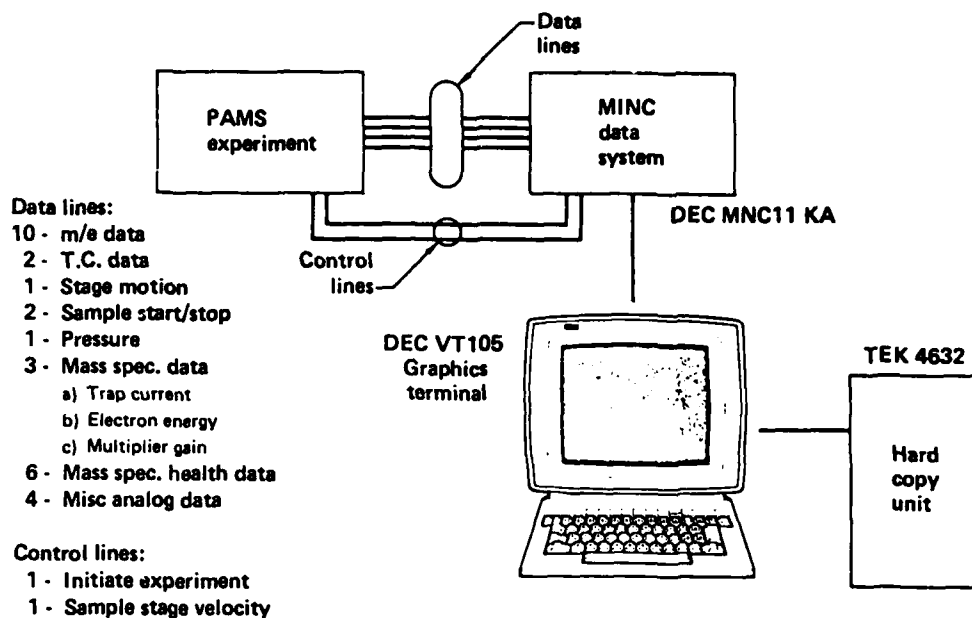 Data
lines
PAMS
experiment
MINC
data
system
DEC MNC11 KA
Control
lines
Data lines:
10 - m/e data
2 - T.C. data
1 - Stage motion
2 - Sample start/stop
1 - Pressure
3 - Mass spec. data
a) Trap current
b) Electron energy
c) Multiplier gain
6 - Mass spec. health data
4 - Misc analog data
Control lines:
1 - Initiate experiment
1 - Sample stage velocity
DEC VT105
Graphics
terminal
TEK 4632
Hard
copy
unit